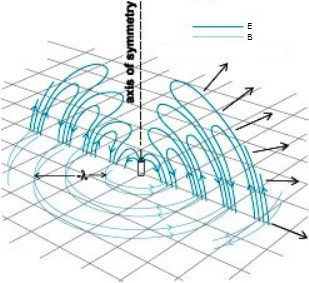 axis of symmetry
E
B
λ